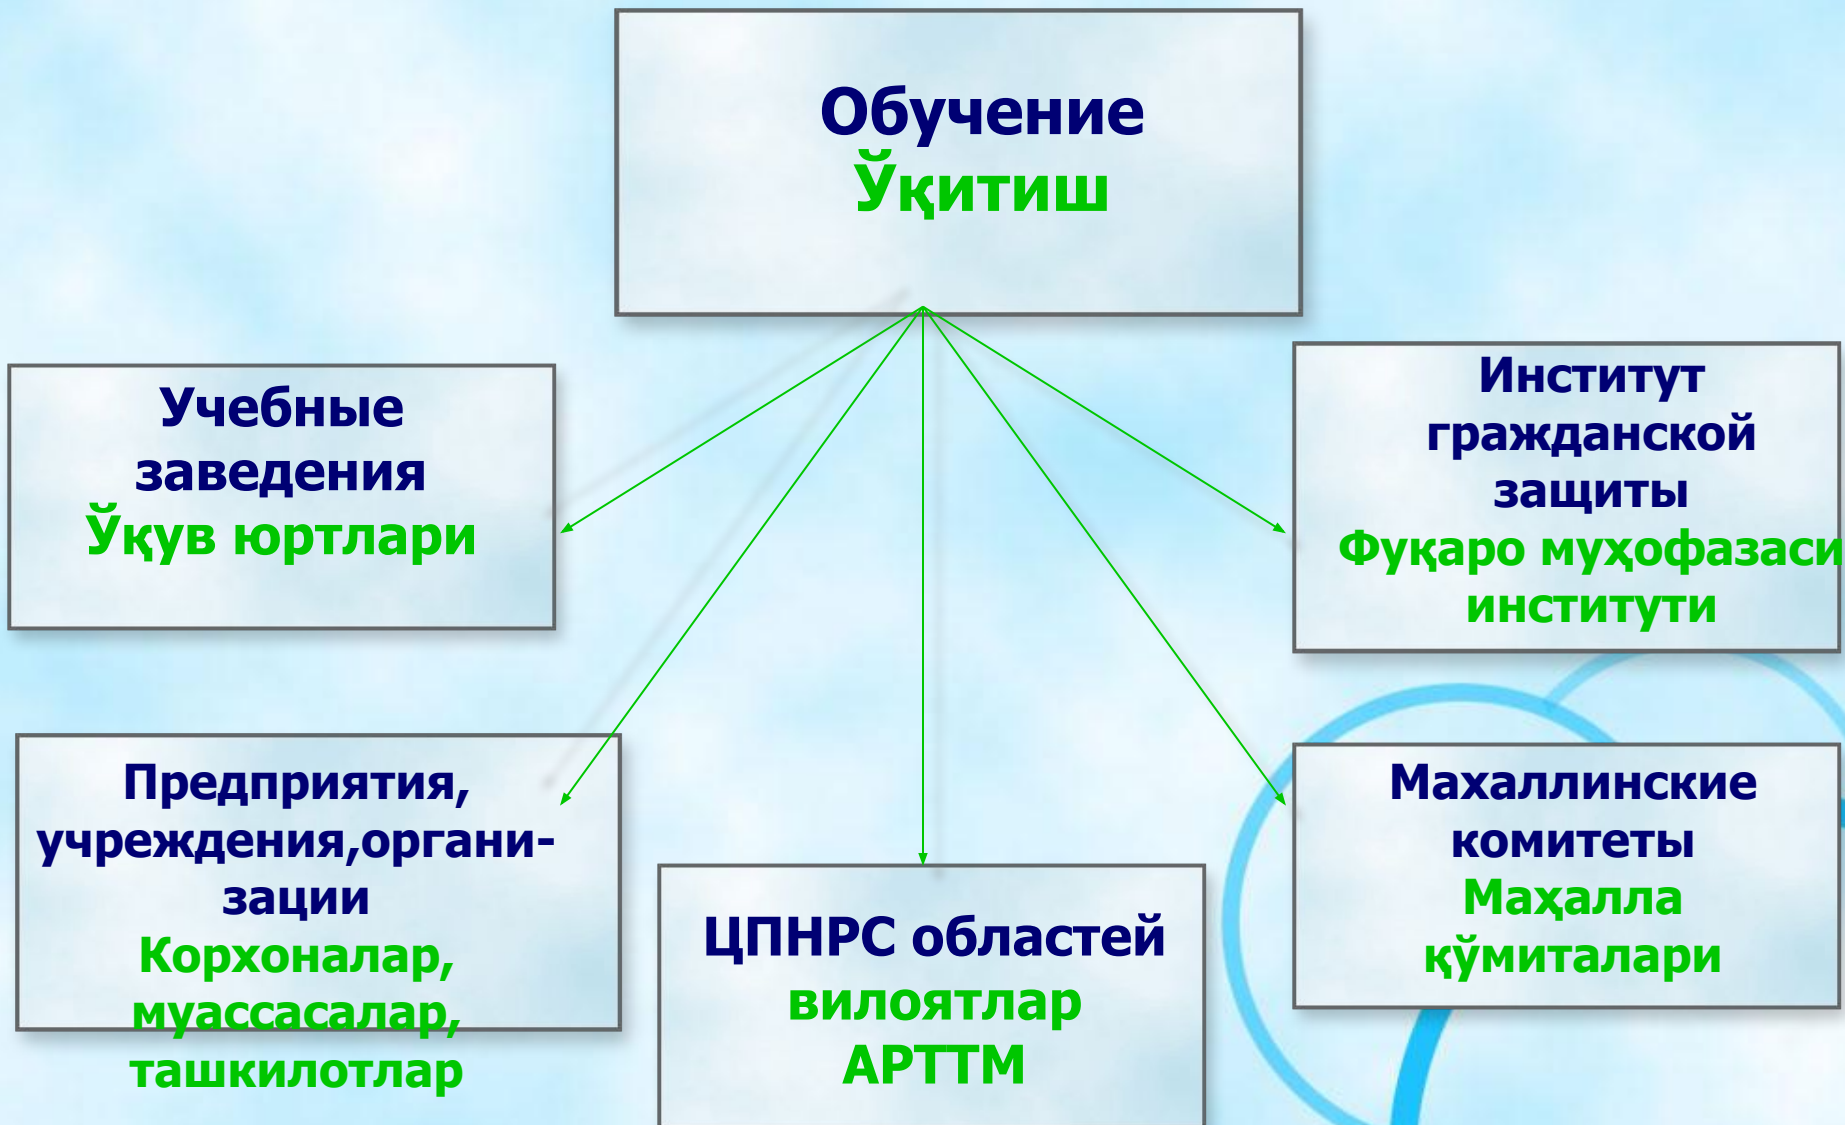 Обучение
Ўқитиш
Учебные
заведения
Ўқув юртлари
Институт
гражданской
защиты
Фуқаро муҳофазаси
институти
Предприятия,
учреждения,органи-
зации
Корхоналар,
муассасалар,
ташкилотлар
ЦПНРС областей
вилоятлар
АРТТМ
Махаллинские
комитеты
Маҳалла
қўмиталари